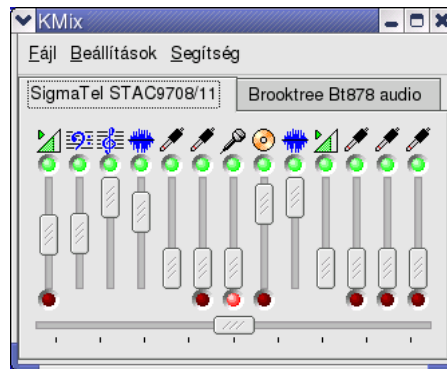 KMix
Fájl Beállítások Segítség
SigmaTel STAC9708/11 Brooktree Bt878 audio